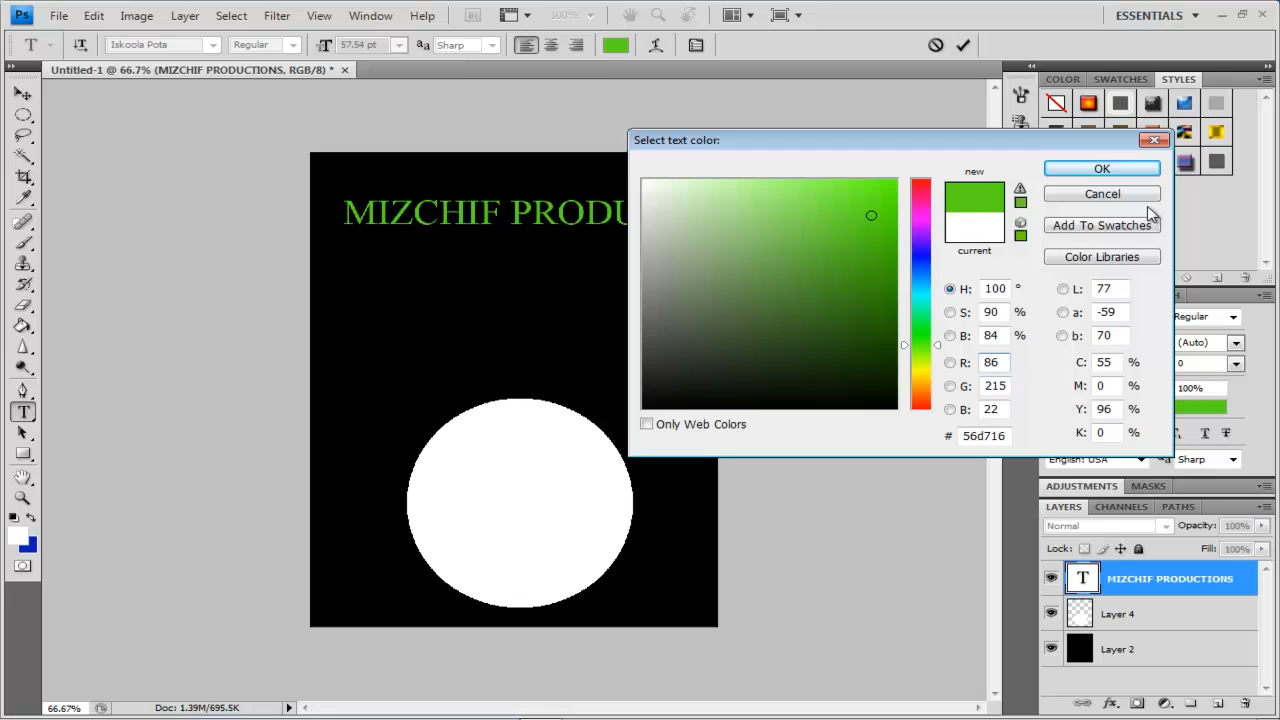 Ps File Edit Image Layer Select Filter View Window Help Br 100% ESSENTIALS
T Iskoola Pota Regular 57.54 pt Sharp
Untitled-1 @ 66.7% (MIZCHIF PRODUCTIONS, RGB/8) *
COLOR SWATCHES STYLES
Select text color:
new
OK
Cancel
Add To Swatches
current
Color Libraries
MIZCHIF PRODU
H: 100 ° L: 77
S: 90 % a: -59
B: 84 % b: 70
R: 86 C: 55 %
G: 215 M: 0 %
B: 22 Y: 96 %
# 56d716 K: 0 %
Only Web Colors
Regular
(Auto)
0
100%
T T
English: USA Sharp
ADJUSTMENTS MASKS
LAYERS CHANNELS PATHS
Normal Opacity: 100%
Lock: Fill: 100%
T MIZCHIF PRODUCTIONS
Layer 4
Layer 2
66.67% Doc: 1.39M/695.5K